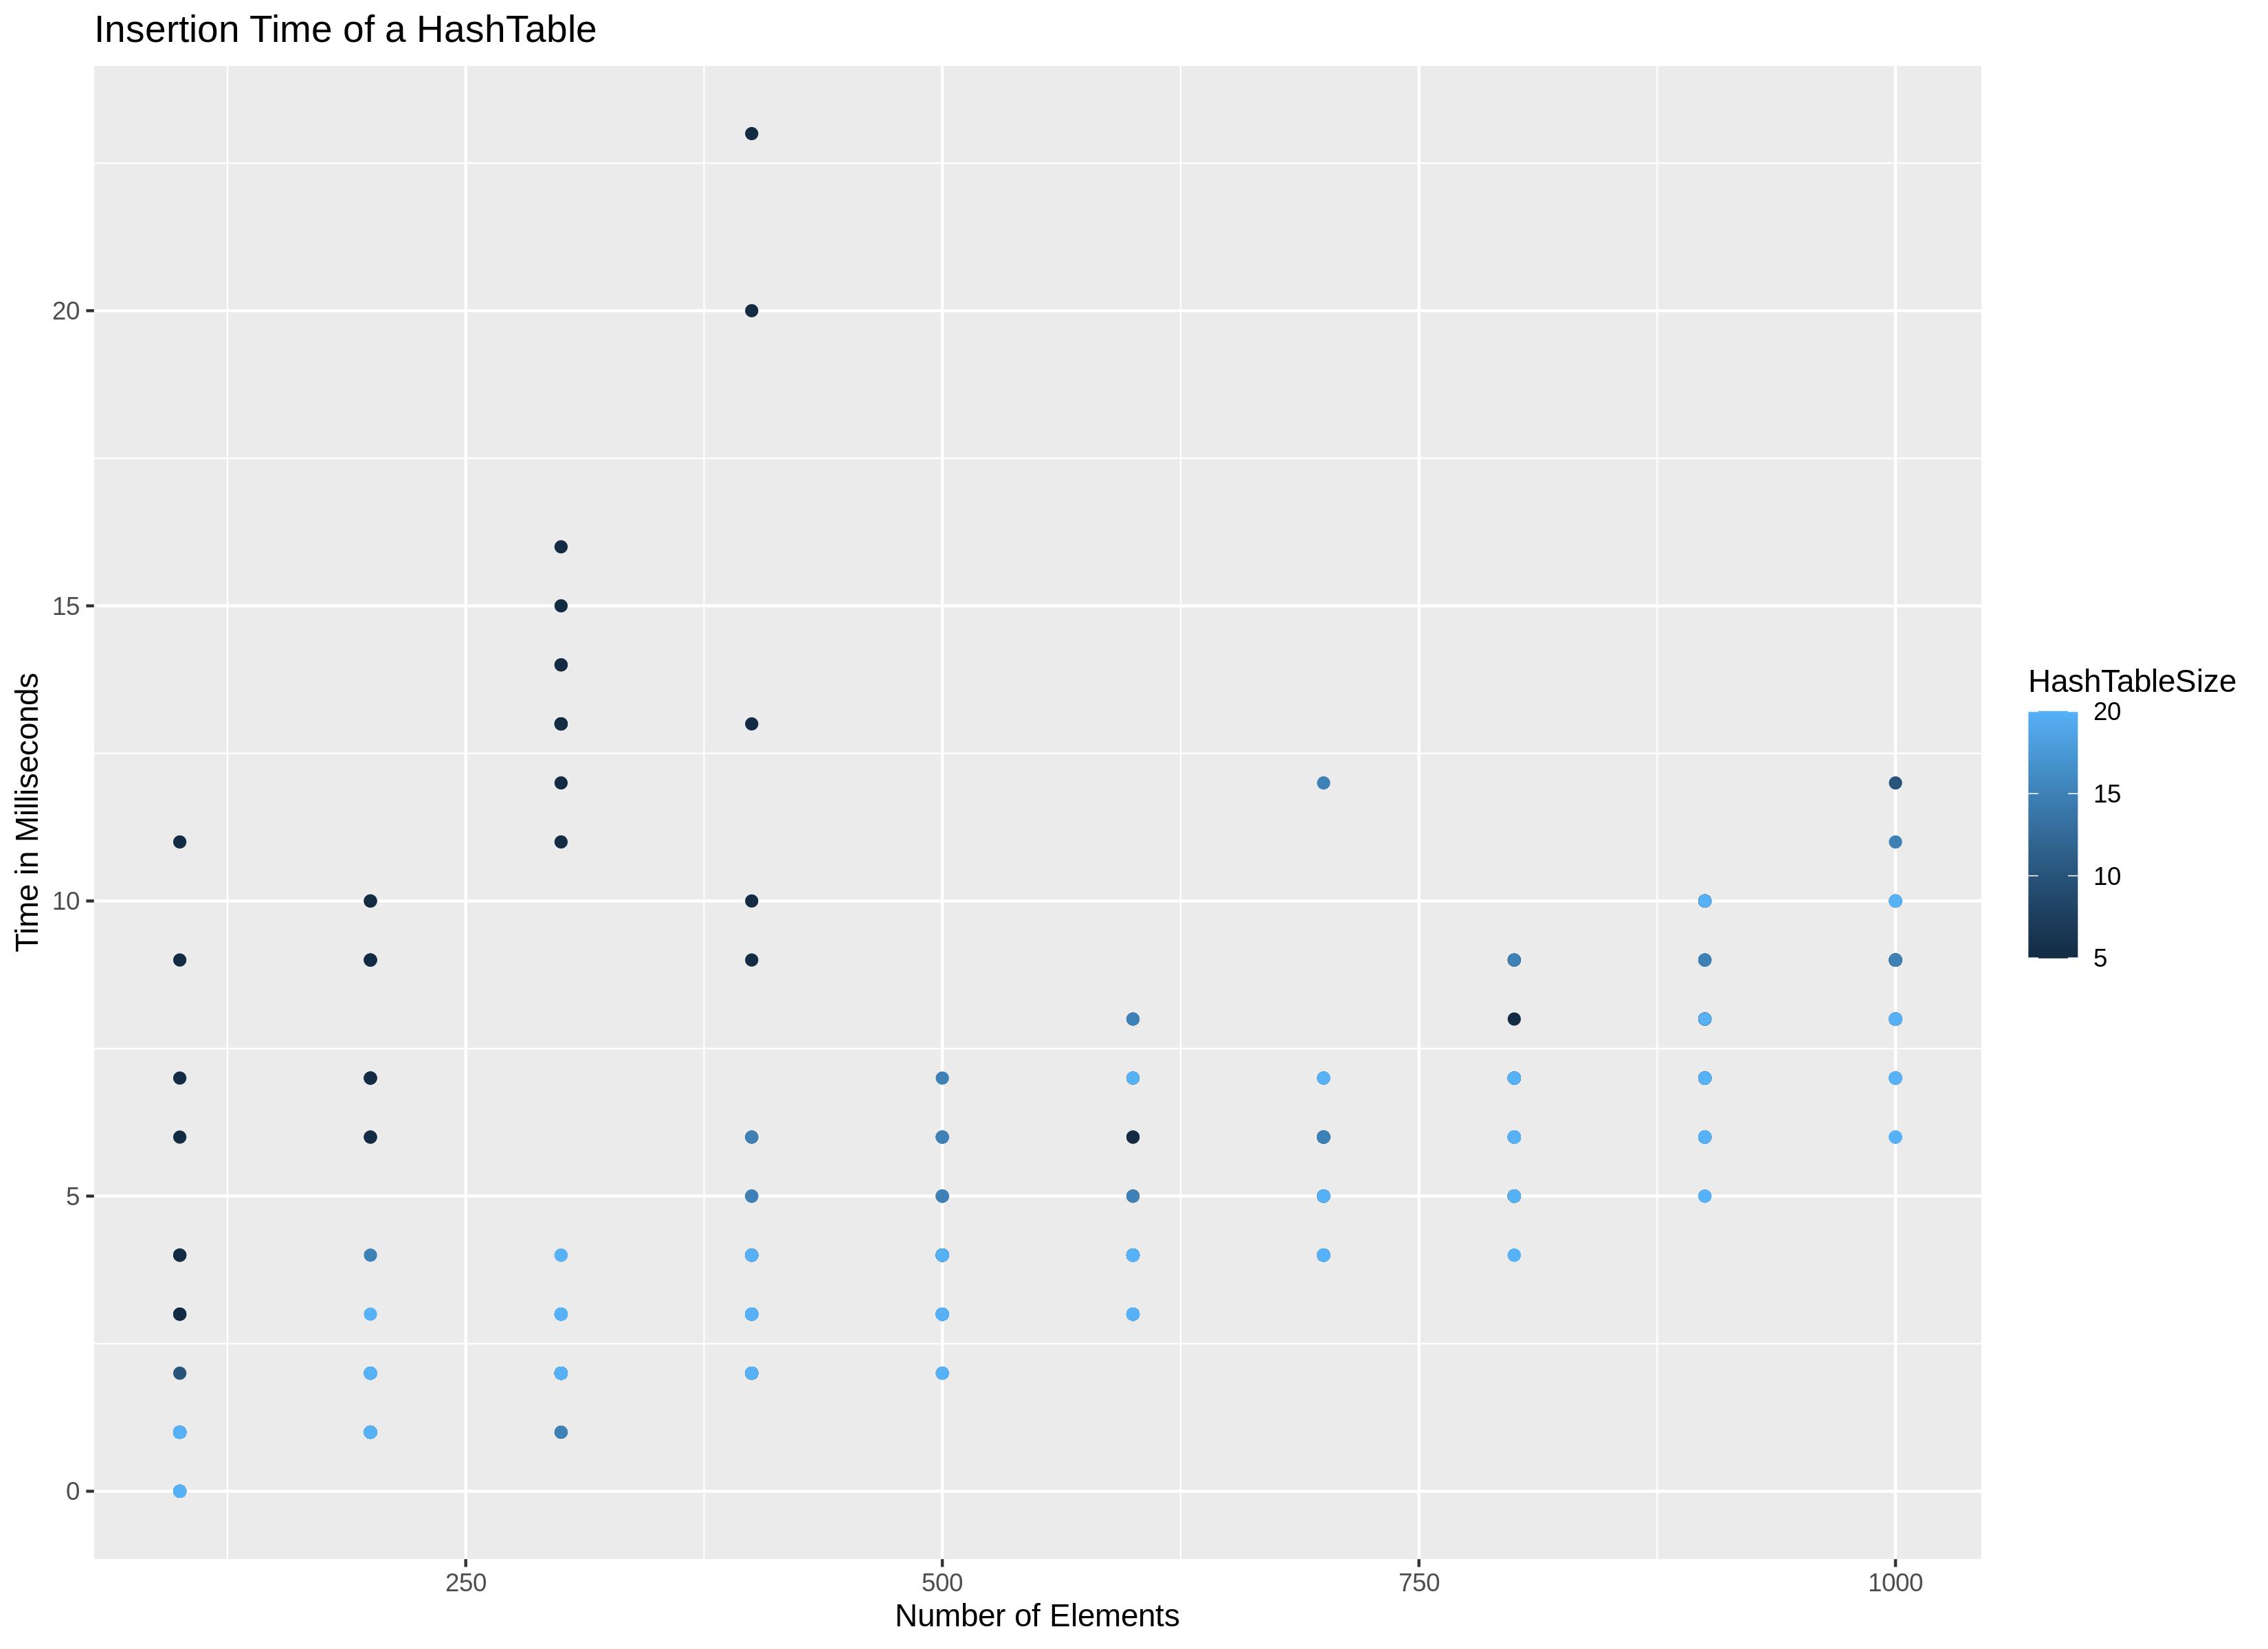 Insertion Time of a HashTable
Time in Milliseconds
20
15
10
5
0
250 500 750 1000
Number of Elements
HashTableSize
20
15
10
5